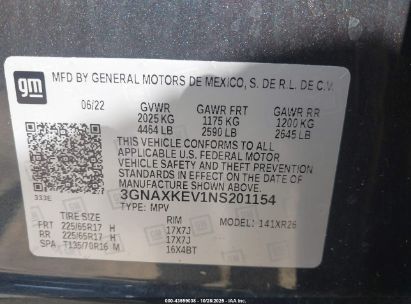 gm
MFD BY GENERAL MOTORS DE MEXICO, S. DE R.L. DE C.V.
06/22 GVWR GAWR FRT GAWR RR
2025 KG 1175 KG 1200 KG
4464 LB 2590 LB 2645 LB
THIS VEHICLE CONFORMS TO ALL
APPLICABLE U.S. FEDERAL MOTOR
VEHICLE SAFETY AND THEFT PREVENTION
STANDARDS IN EFFECT ON THE DATE OF
MANUFACTURE SHOWN ABOVE.
333E 3GNAXKEV1NS201154
TYPE: MPV MODEL: 141XR26
TIRE SIZE RIM
FRT 225/65R17 H 17X7J
RR 225/65R17 H 17X7J
SPA T135/70R16 M 16X4BT